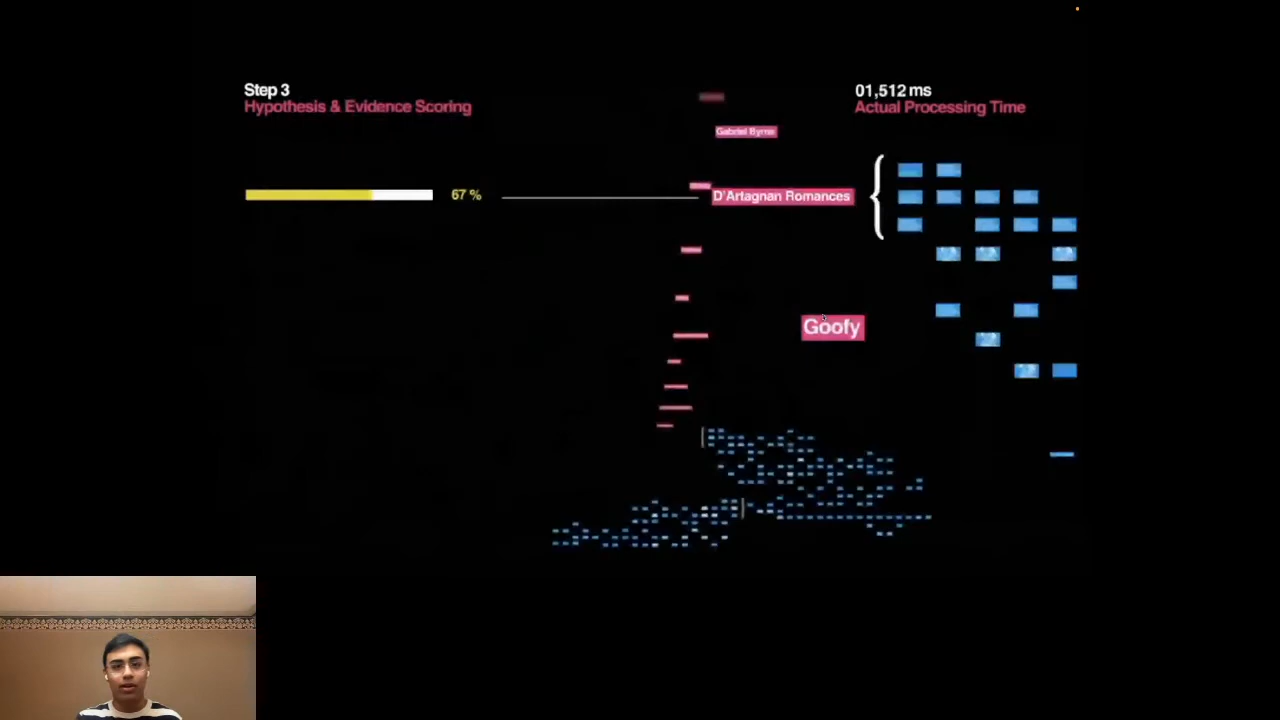 Step 3
Hypothesis & Evidence Scoring
01,512 ms
Actual Processing Time
Gabriel Byrne
67 %
D'Artagnan Romances
Goofy